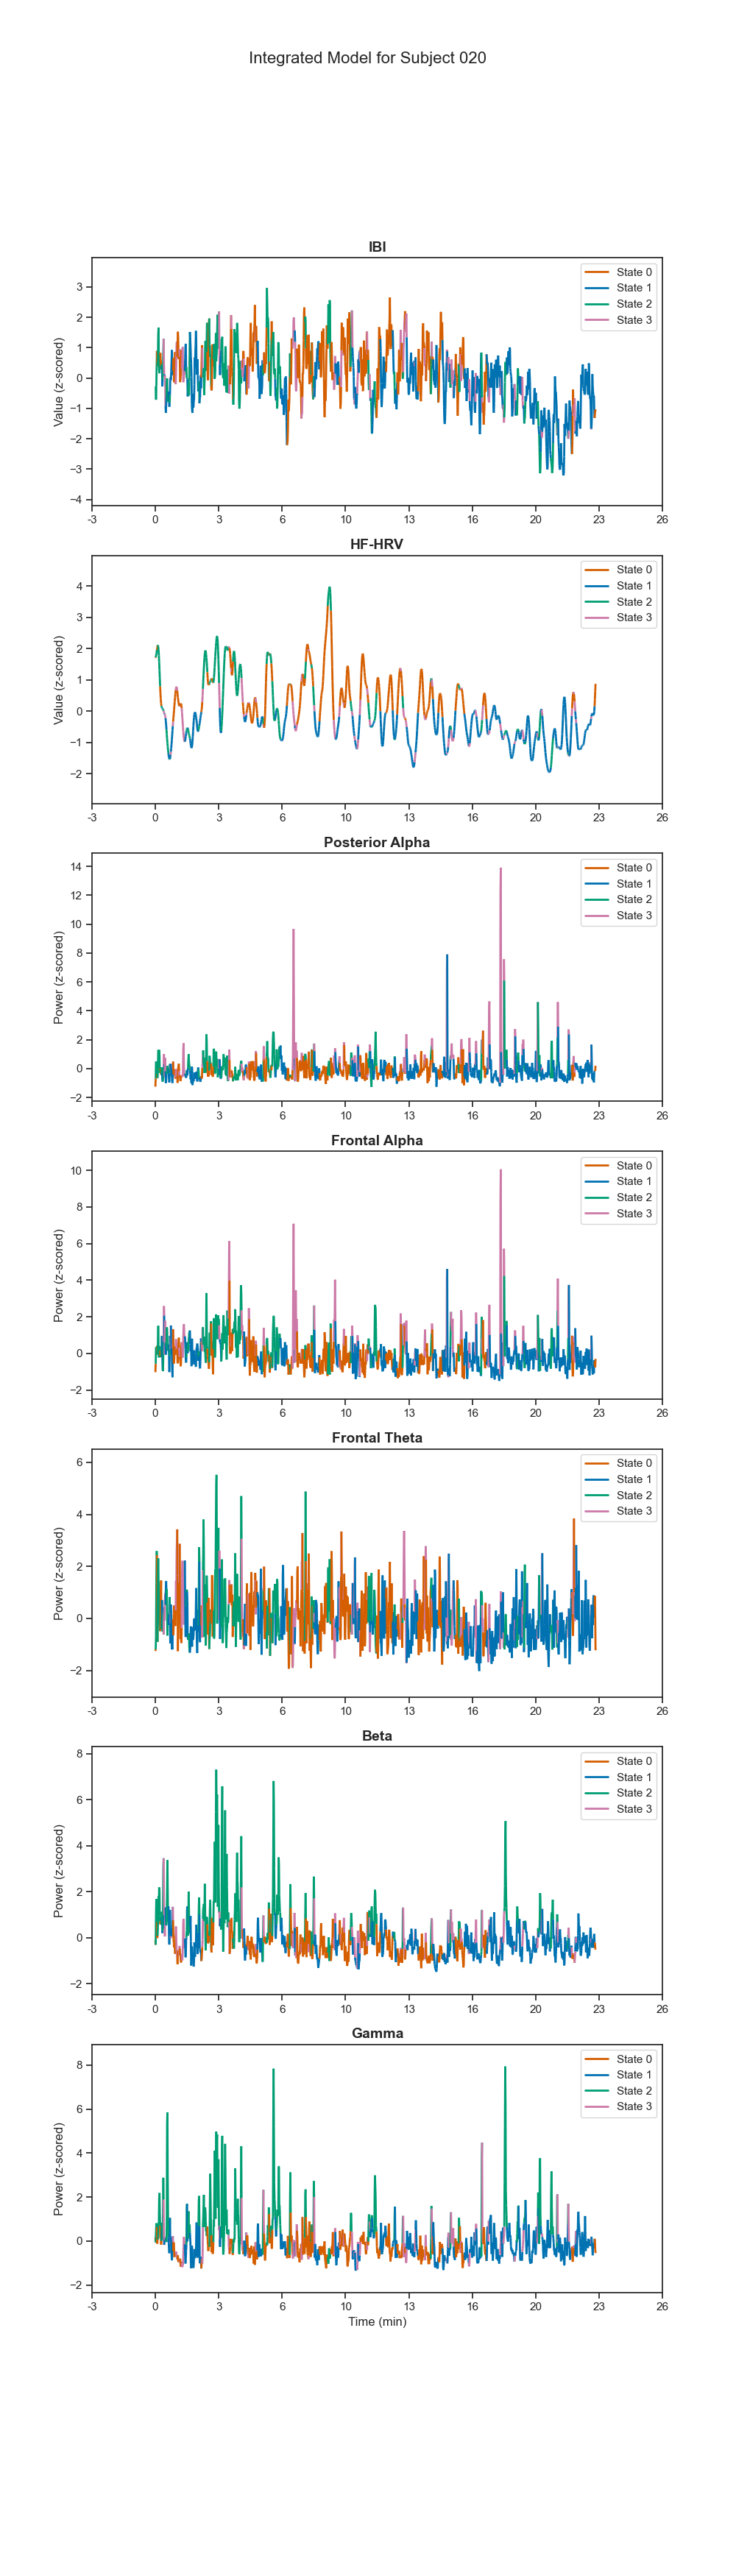 Integrated Model for Subject 020
IBI
Value (z-scored)
3
2
1
0
−1
−2
−3
−4
State 0
State 1
State 2
State 3
-3 0 3 6 10 13 16 20 23 26
HF-HRV
Value (z-scored)
4
3
2
1
0
−1
−2
State 0
State 1
State 2
State 3
-3 0 3 6 10 13 16 20 23 26
Posterior Alpha
Power (z-scored)
14
12
10
8
6
4
2
0
−2
State 0
State 1
State 2
State 3
-3 0 3 6 10 13 16 20 23 26
Frontal Alpha
Power (z-scored)
10
8
6
4
2
0
−2
State 0
State 1
State 2
State 3
-3 0 3 6 10 13 16 20 23 26
Frontal Theta
Power (z-scored)
6
4
2
0
−2
State 0
State 1
State 2
State 3
-3 0 3 6 10 13 16 20 23 26
Beta
Power (z-scored)
8
6
4
2
0
−2
State 0
State 1
State 2
State 3
-3 0 3 6 10 13 16 20 23 26
Gamma
Power (z-scored)
8
6
4
2
0
−2
State 0
State 1
State 2
State 3
-3 0 3 6 10 13 16 20 23 26
Time (min)